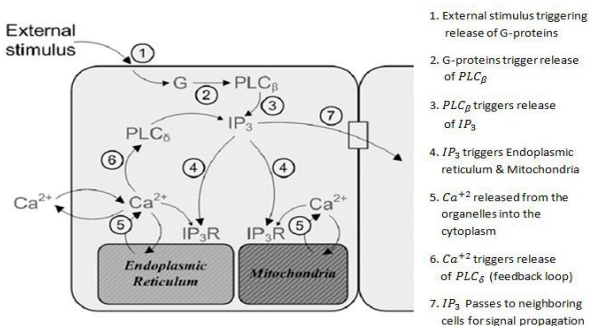 External
stimulus
1
G
PLCβ
2
3
IP3
7
PLCδ
6
4
4
Ca2+
Ca2+
Ca2+
5
IP3R
IP3R
5
Endoplasmic
Reticulum
Mitochondria
1. External stimulus triggering
release of G-proteins
2. G-proteins trigger release
of PLCβ
3. PLCβ triggers release
of IP3
4. IP3 triggers Endoplasmic
reticulum & Mitochondria
5. Ca+2 released from the
organelles into the
cytoplasm
6. Ca+2 triggers release
of PLCδ (feedback loop)
7. IP3 Passes to neighboring
cells for signal propagation